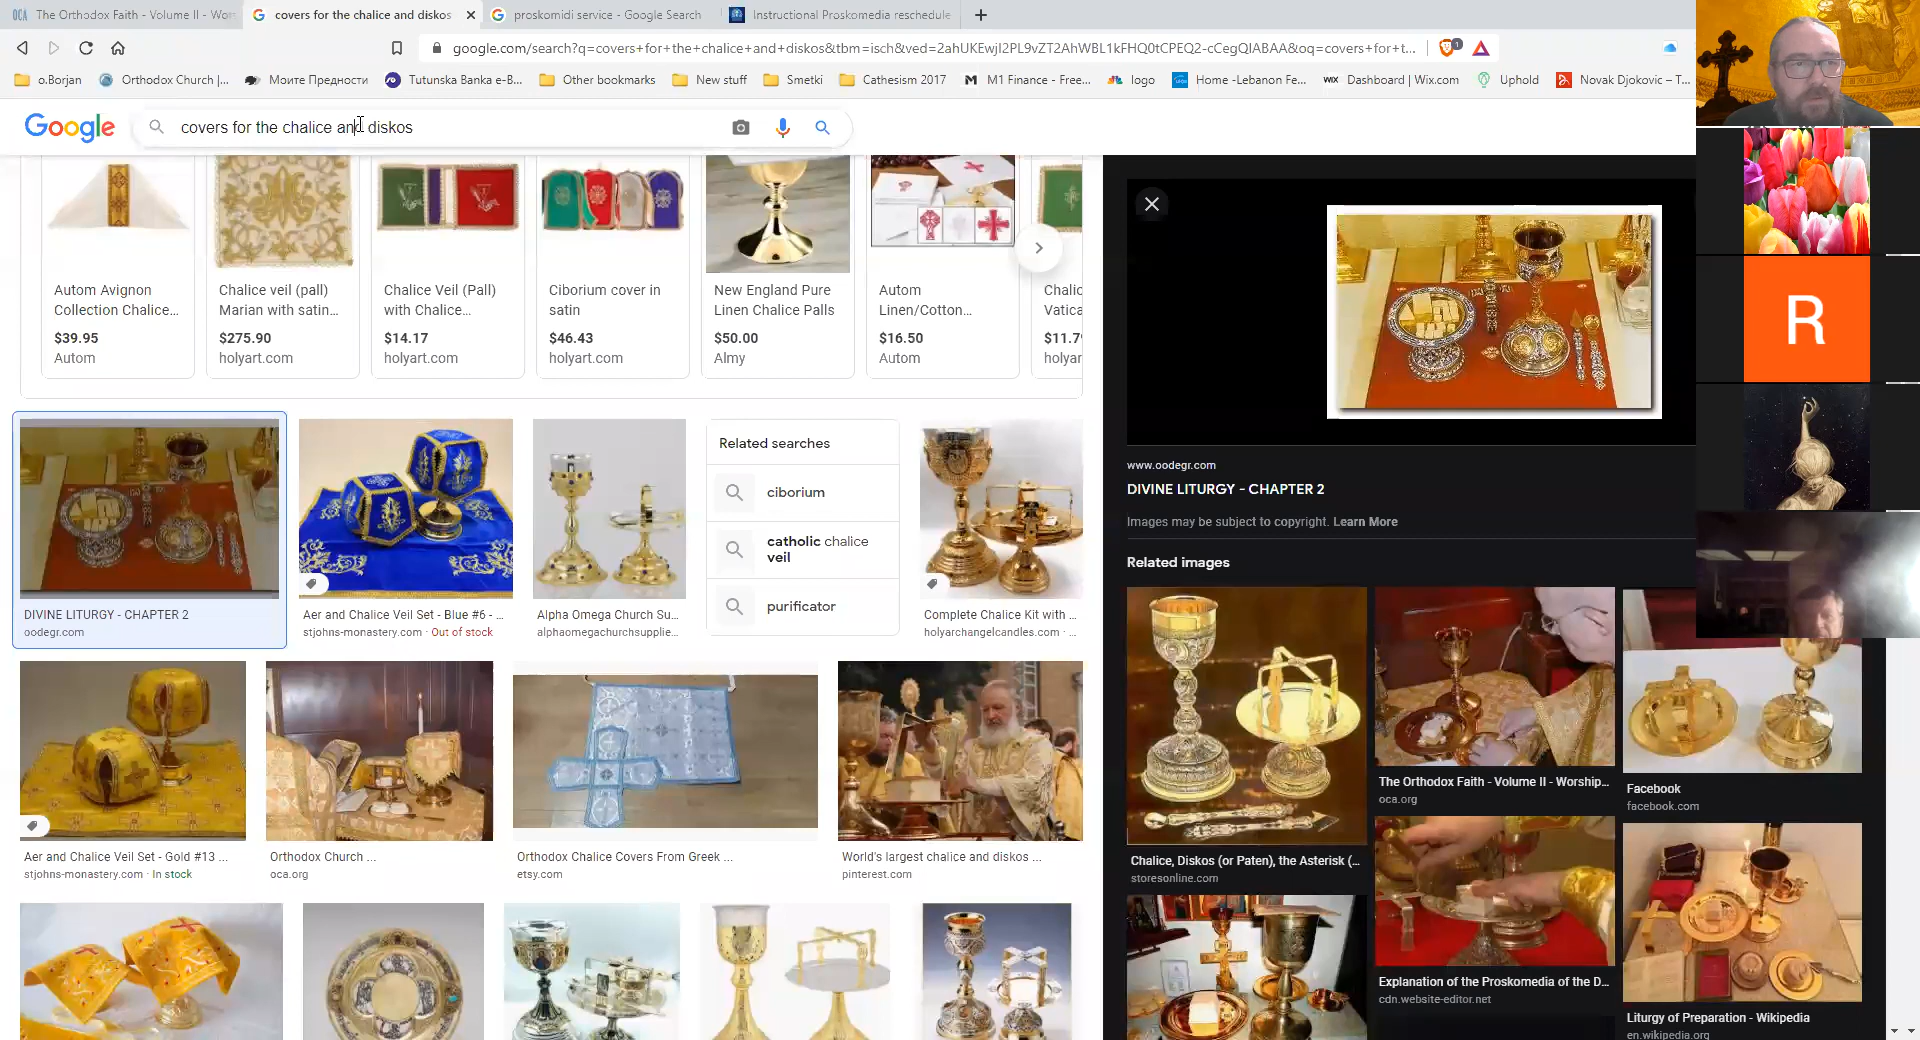 OCA The Orthodox Faith - Volume II - Wor
covers for the chalice and diskos
proskomidi service - Google Search
Instructional Proskomedia reschedule
google.com/search?q=covers+for+the+chalice+and+diskos&tbm=isch&ved=2ahUKEwjI2PL9vZT2AhWBL1kFHQ0tCPEQ2-cCegQIABAA&oq=covers+for+t...
1
o.Borjan
Orthodox Church |...
Моите Предности
Tutunska Banka e-B...
Other bookmarks
New stuff
Smetki
Cathesism 2017
M1 Finance - Free...
logo
Home -Lebanon Fe...
WIX Dashboard | Wix.com
Uphold
Novak Djokovic – T...
Google
covers for the chalice and diskos
Autom Avignon
Collection Chalice...
$39.95
Autom
Chalice veil (pall)
Marian with satin...
$275.90
holyart.com
Chalice Veil (Pall)
with Chalice...
$14.17
holyart.com
Ciborium cover in
satin
$46.43
holyart.com
New England Pure
Linen Chalice Palls
$50.00
Almy
Autom
Linen/Cotton...
$16.50
Autom
Chalic
Vatica
$11.79
holyar
DIVINE LITURGY - CHAPTER 2
oodegr.com
Aer and Chalice Veil Set - Blue #6 - ...
stjohns-monastery.com · Out of stock
Alpha Omega Church Su...
alphaomegachurchsupplie...
Related searches
ciborium
catholic chalice
veil
purificator
Complete Chalice Kit with ...
holyarchangelcandles.com · ...
Aer and Chalice Veil Set - Gold #13 ...
stjohns-monastery.com · In stock
Orthodox Church ...
oca.org
Orthodox Chalice Covers From Greek ...
etsy.com
World's largest chalice and diskos ...
pinterest.com
www.oodegr.com
DIVINE LITURGY - CHAPTER 2
Images may be subject to copyright. Learn More
Related images
Chalice, Diskos (or Paten), the Asterisk (...
storesonline.com
The Orthodox Faith - Volume II - Worship...
oca.org
Facebook
facebook.com
Explanation of the Proskomedia of the D...
cdn.website-editor.net
Liturgy of Preparation - Wikipedia
en.wikipedia.org
R